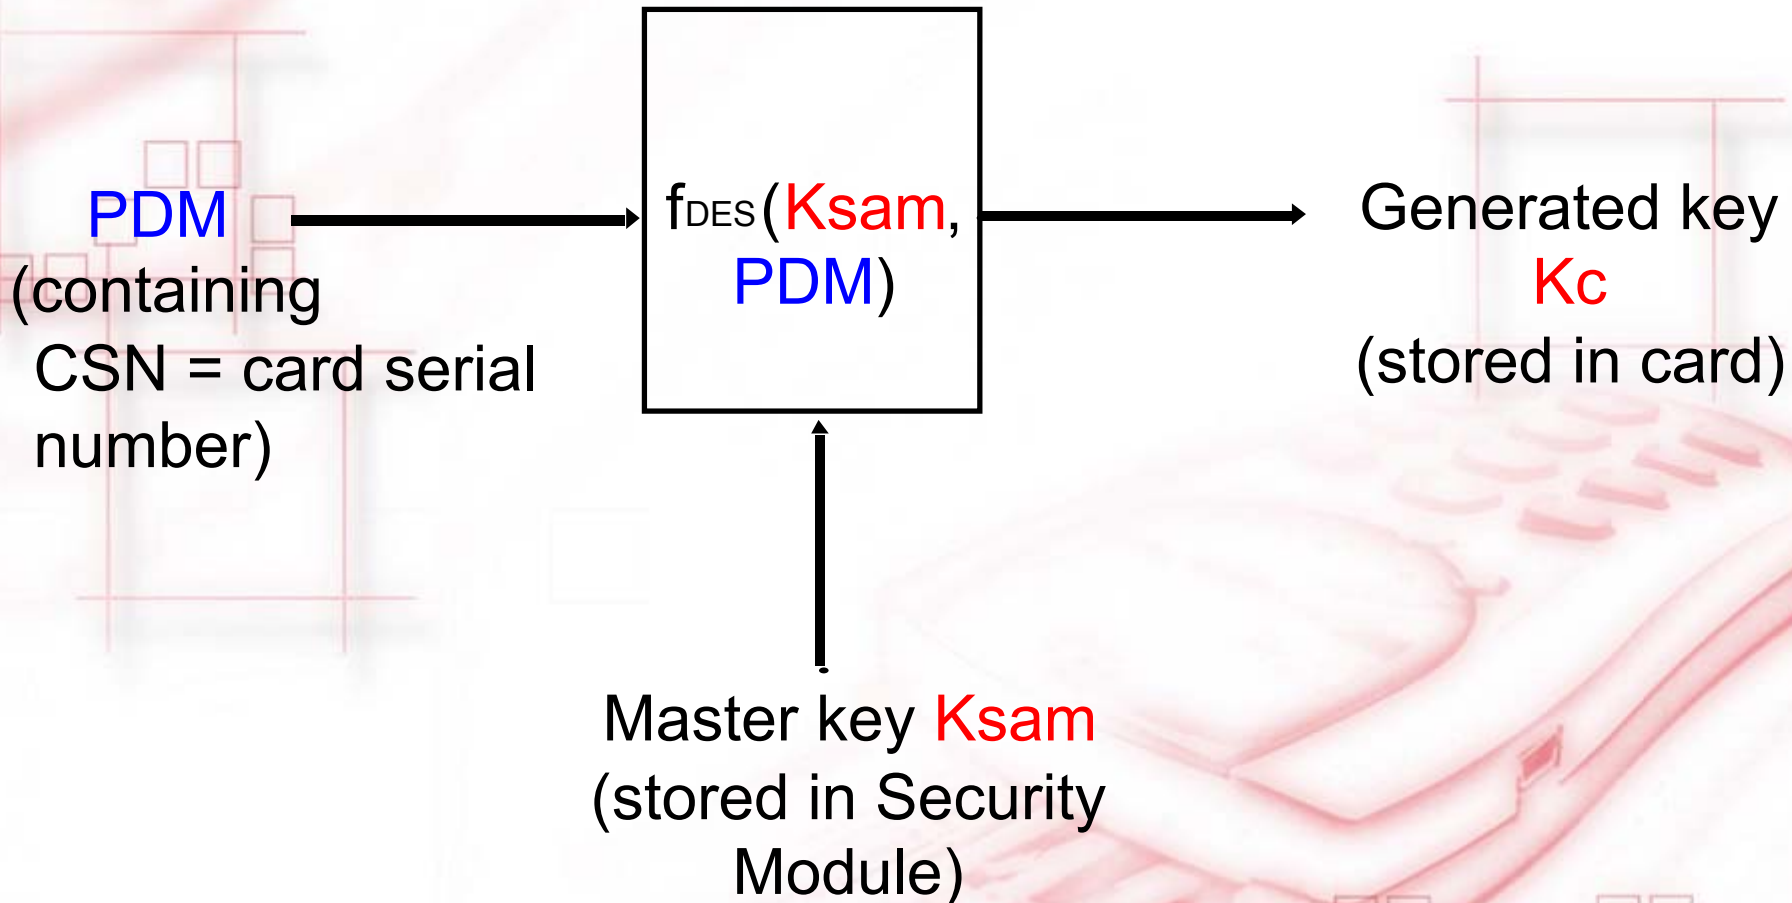 PDM
(containing
CSN = card serial
number)
fDES(Ksam,
PDM)
Generated key
Kc
(stored in card)
Master key Ksam
(stored in Security
Module)